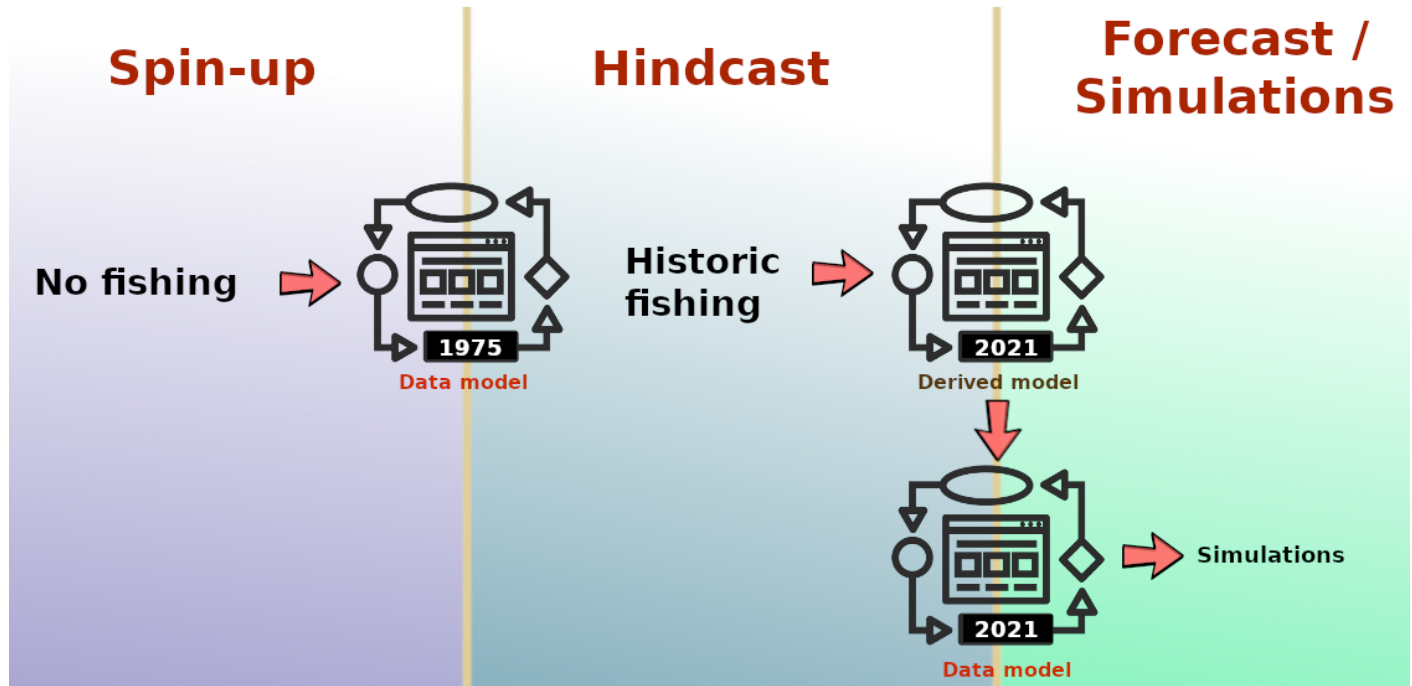 Spin-up
Hindcast
Forecast /
Simulations
No fishing
1975
Data model
Historic
fishing
2021
Derived model
2021
Data model
Simulations